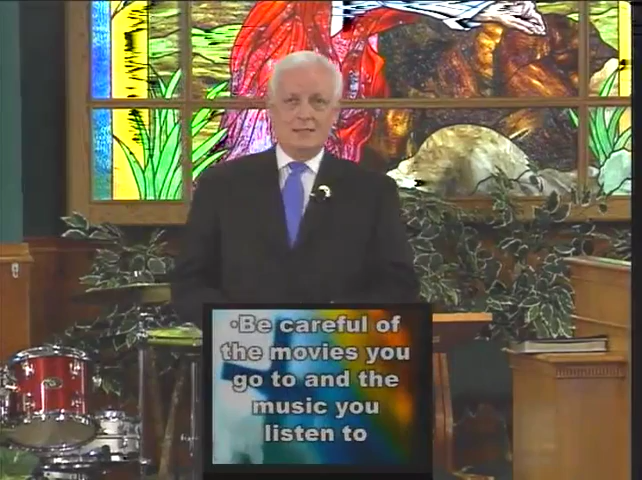 •Be careful of
the movies you
go to and the
music you
listen to